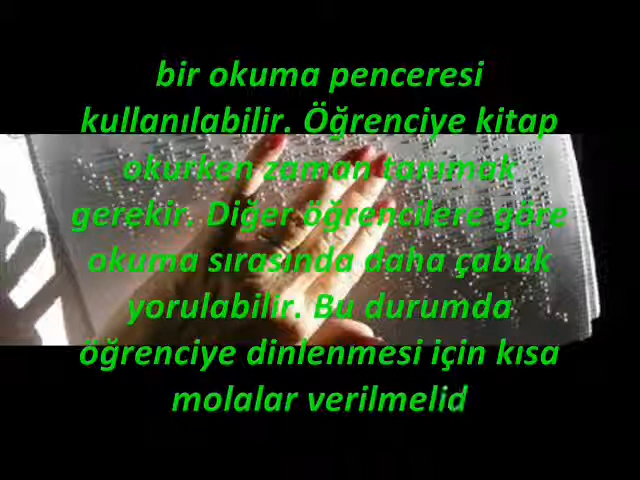 bir okuma penceresi
kullanılabilir. Öğrenciye kitap
okurken zaman tanımak
gerekir. Diğer öğrencilere göre
okuma sırasında daha çabuk
yorulabilir. Bu durumda
öğrenciye dinlenmesi için kısa
molalar verilmelid